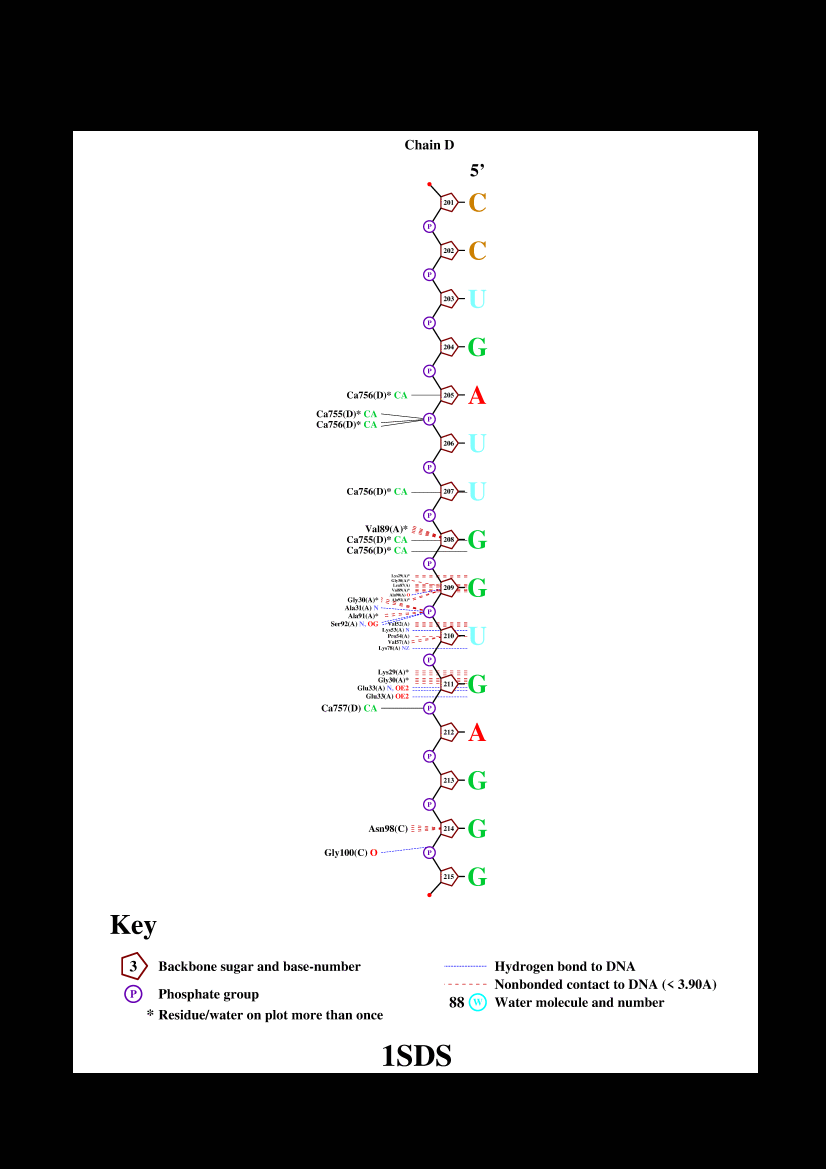 Chain D
5’
201 C
P
202 C
P
203 U
P
204 G
P
Ca756(D)* CA 205 A
Ca755(D)* CA
P
Ca756(D)* CA
206 U
P
Ca756(D)* CA 207 U
P
Val89(A)*
Ca755(D)* CA 208 G
Ca756(D)* CA
P
Lys29(A)*
Gly30(A)*
209 G
Val89(A)*
Gly30(A)*
Ala31(A) N
P
Ala91(A)*
Ser92(A) N, OG
Val52(A)
Lys53(A) N
Pro54(A) 210 U
Val57(A)
Lys78(A) NZ
P
Lys29(A)*
Gly30(A)*
211 G
Glu33(A) N, OE2
Glu33(A) OE2
Ca757(D) CA P
212 A
P
213 G
P
Asn98(C) 214 G
Gly100(C) O P
215 G
Key
3 Backbone sugar and base-number
P Phosphate group
* Residue/water on plot more than once
Hydrogen bond to DNA
Nonbonded contact to DNA (< 3.90A)
88 W Water molecule and number
1SDS